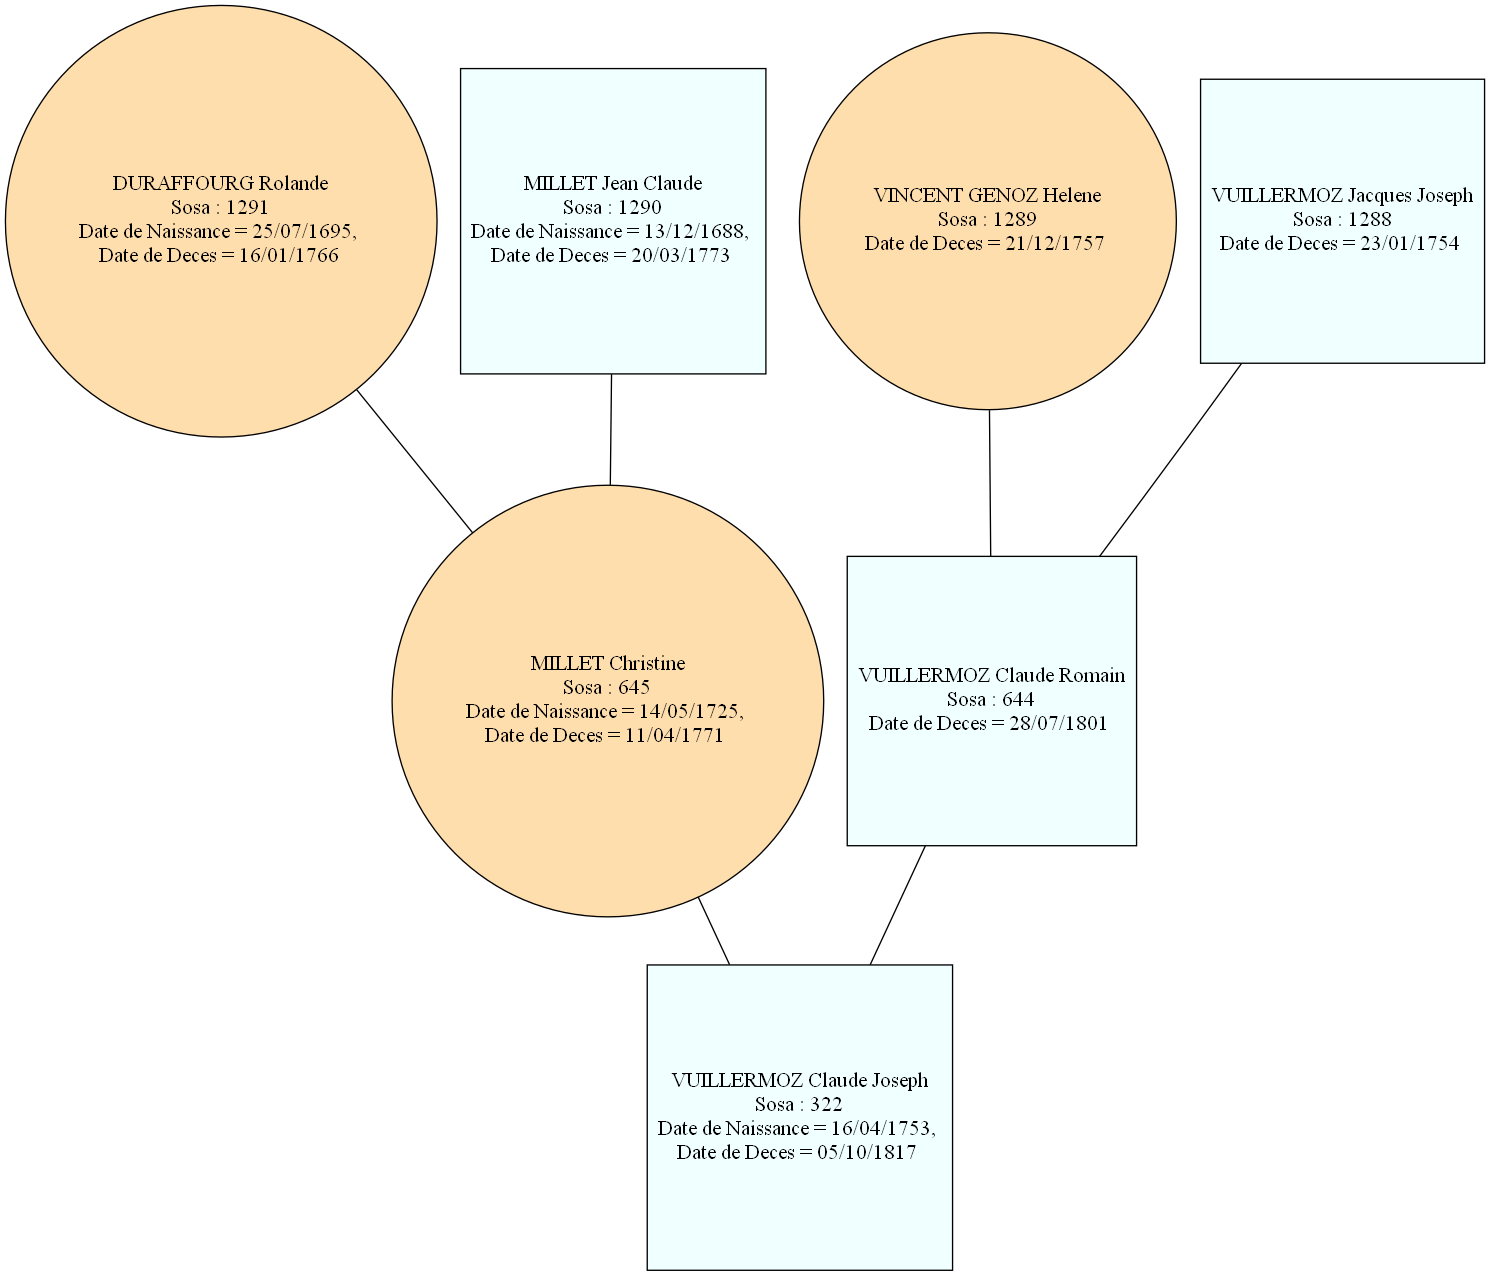 DURAFFOURG Rolande
Sosa : 1291
Date de Naissance = 25/07/1695,
Date de Deces = 16/01/1766
MILLET Jean Claude
Sosa : 1290
Date de Naissance = 13/12/1688,
Date de Deces = 20/03/1773
VINCENT GENOZ Helene
Sosa : 1289
Date de Deces = 21/12/1757
VUILLERMOZ Jacques Joseph
Sosa : 1288
Date de Deces = 23/01/1754
MILLET Christine
Sosa : 645
Date de Naissance = 14/05/1725,
Date de Deces = 11/04/1771
VUILLERMOZ Claude Romain
Sosa : 644
Date de Deces = 28/07/1801
VUILLERMOZ Claude Joseph
Sosa : 322
Date de Naissance = 16/04/1753,
Date de Deces = 05/10/1817